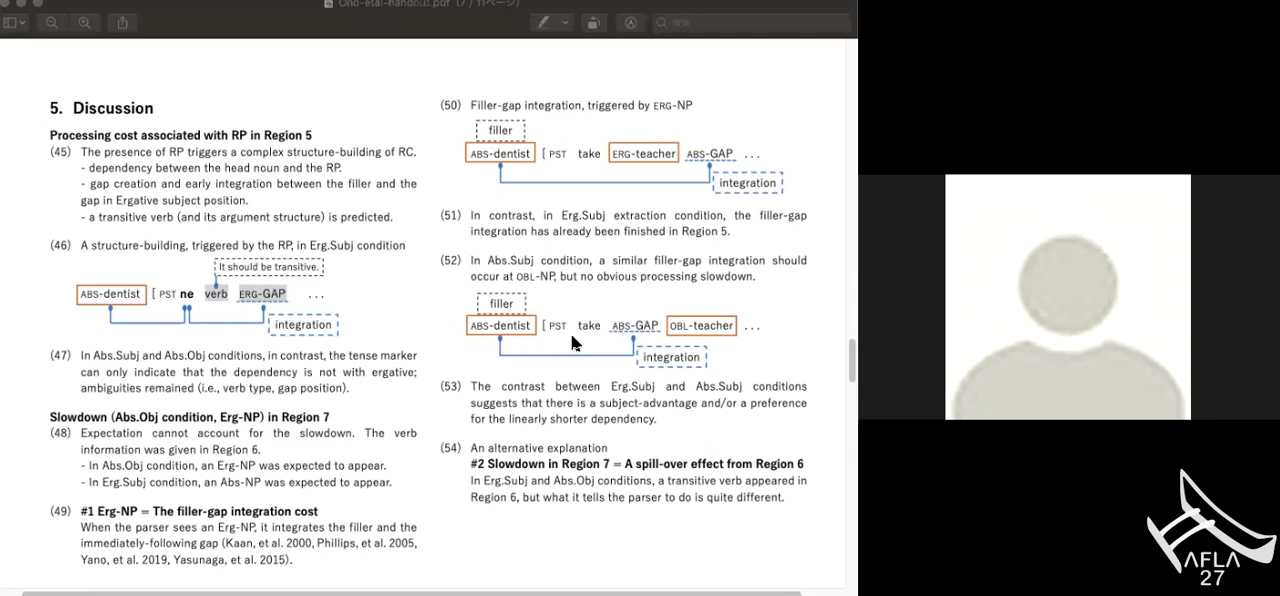 Ono-etal-handout.pdf (7 / 11ページ)
5. Discussion
Processing cost associated with RP in Region 5
(45) The presence of RP triggers a complex structure-building of RC.
- dependency between the head noun and the RP.
- gap creation and early integration between the filler and the
gap in Ergative subject position.
- a transitive verb (and its argument structure) is predicted.
(46) A structure-building, triggered by the RP, in Erg.Subj condition
It should be transitive.
ABS-dentist [ PST ne verb ERG-GAP ...
integration
(47) In Abs.Subj and Abs.Obj conditions, in contrast, the tense marker
can only indicate that the dependency is not with ergative;
ambiguities remained (i.e., verb type, gap position).
Slowdown (Abs.Obj condition, Erg-NP) in Region 7
(48) Expectation cannot account for the slowdown. The verb
information was given in Region 6.
- In Abs.Obj condition, an Erg-NP was expected to appear.
- In Erg.Subj condition, an Abs-NP was expected to appear.
(49) #1 Erg-NP = The filler-gap integration cost
When the parser sees an Erg-NP, it integrates the filler and the
immediately-following gap (Kaan, et al. 2000, Phillips, et al. 2005,
Yano, et al. 2019, Yasunaga, et al. 2015).
(50) Filler-gap integration, triggered by ERG-NP
filler
ABS-dentist [ PST take ERG-teacher ABS-GAP ...
integration
(51) In contrast, in Erg.Subj extraction condition, the filler-gap
integration has already been finished in Region 5.
(52) In Abs.Subj condition, a similar filler-gap integration should
occur at OBL-NP, but no obvious processing slowdown.
filler
ABS-dentist [ PST take ABS-GAP OBL-teacher ...
integration
(53) The contrast between Erg.Subj and Abs.Subj conditions
suggests that there is a subject-advantage and/or a preference
for the linearly shorter dependency.
(54) An alternative explanation
#2 Slowdown in Region 7 = A spill-over effect from Region 6
In Erg.Subj and Abs.Obj conditions, a transitive verb appeared in
Region 6, but what it tells the parser to do is quite different.
AFLA
27